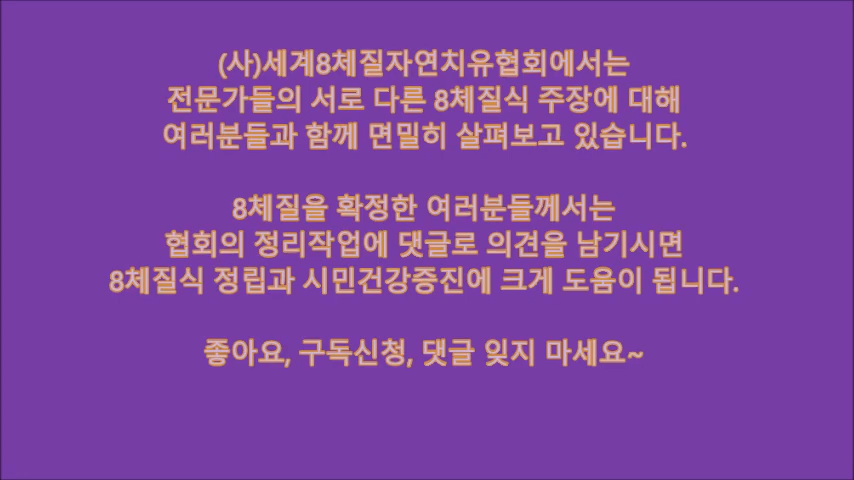 (사)세계8체질자연치유협회에서는
전문가들의 서로 다른 8체질식 주장에 대해
여러분들과 함께 면밀히 살펴보고 있습니다.
8체질을 확정한 여러분들께서는
협회의 정리작업에 댓글로 의견을 남기시면
8체질식 정립과 시민건강증진에 크게 도움이 됩니다.
좋아요, 구독신청, 댓글 잊지 마세요~